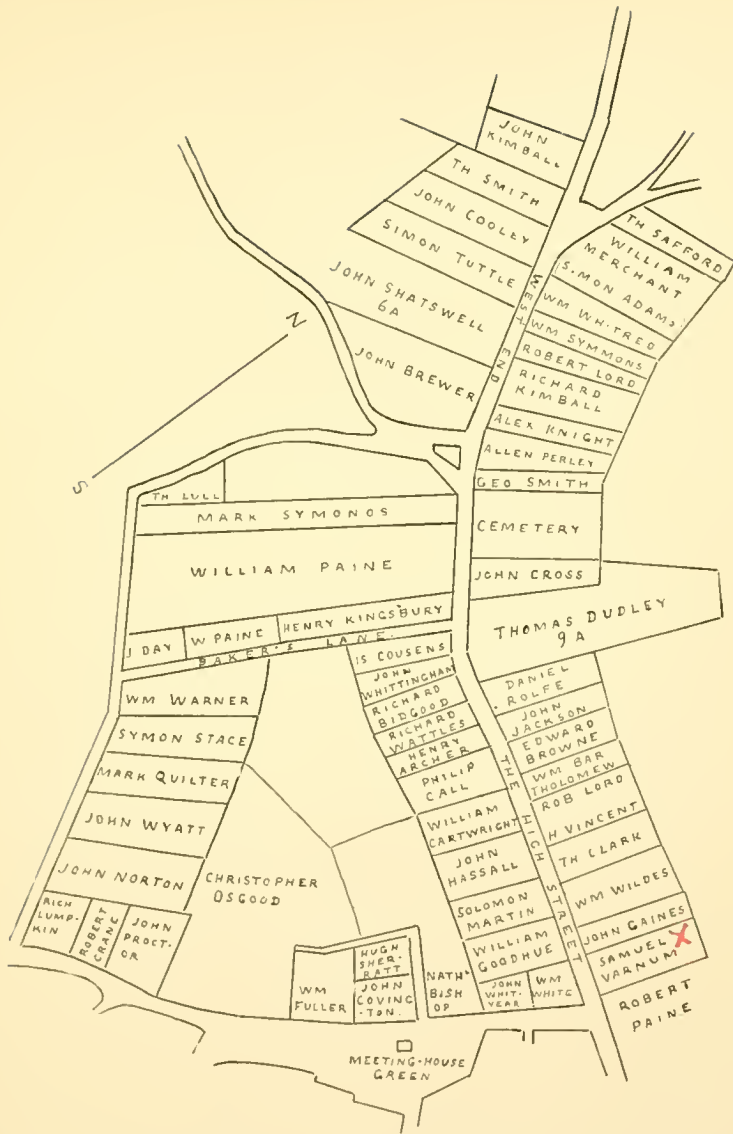 JOHN
KIMBALL
TH SMITH
JOHN COOLEY
SIMON TUTTLE
JOHN SHATSWELL
6A
JOHN BREWER
WEST END
TH SAFFORD
WILLIAM
MERCHANT
SIMON ADAMS
WM WH·TRED
WM SYMMONS
ROBERT LORD
RICHARD
KIMBALL
ALEX KNIGHT
ALLEN PERLEY
GEO SMITH
CEMETERY
JOHN CROSS
THOMAS DUDLEY
9A
N
S
TH LULL
MARK SYMONOS
WILLIAM PAINE
J DAY
W PAINE
HENRY KINGSBURY
BAKER'S LANE.
WM WARNER
SYMON STACE
MARK QUILTER
JOHN WYATT
JOHN NORTON
RICH
LUMP-
KIN
ROBERT
CRANE
JOHN
PROCT-
OR
CHRISTOPHER
OSGOOD
IS COUSENS
JOHN
WHITTINGHAM
RICHARD
BIDGOOD
RICHARD
WATTLES
HENRY
ARCHER
PHILIP
CALL
WILLIAM
CARTWRIGHT
JOHN
HASSALL
SOLOMON
MARTIN
WILLIAM
GOODHUE
JOHN
WHIT-
YEAR
WM
WHITE
NATH'
BISH
OP
HUGH
SHER-
RATT
JOHN
COVING
-TON.
WM
FULLER
THE HIGH STREET
DANIEL
ROLFE
JOHN
JACKSON
EDWARD
BROWNE
WM BAR
THOLOMEW
ROB LORD
H VINCENT
TH CLARK
WM WILDES
JOHN GAINES
SAMUEL X
VARNUM
ROBERT
PAINE
MEETING-HOUSE
GREEN